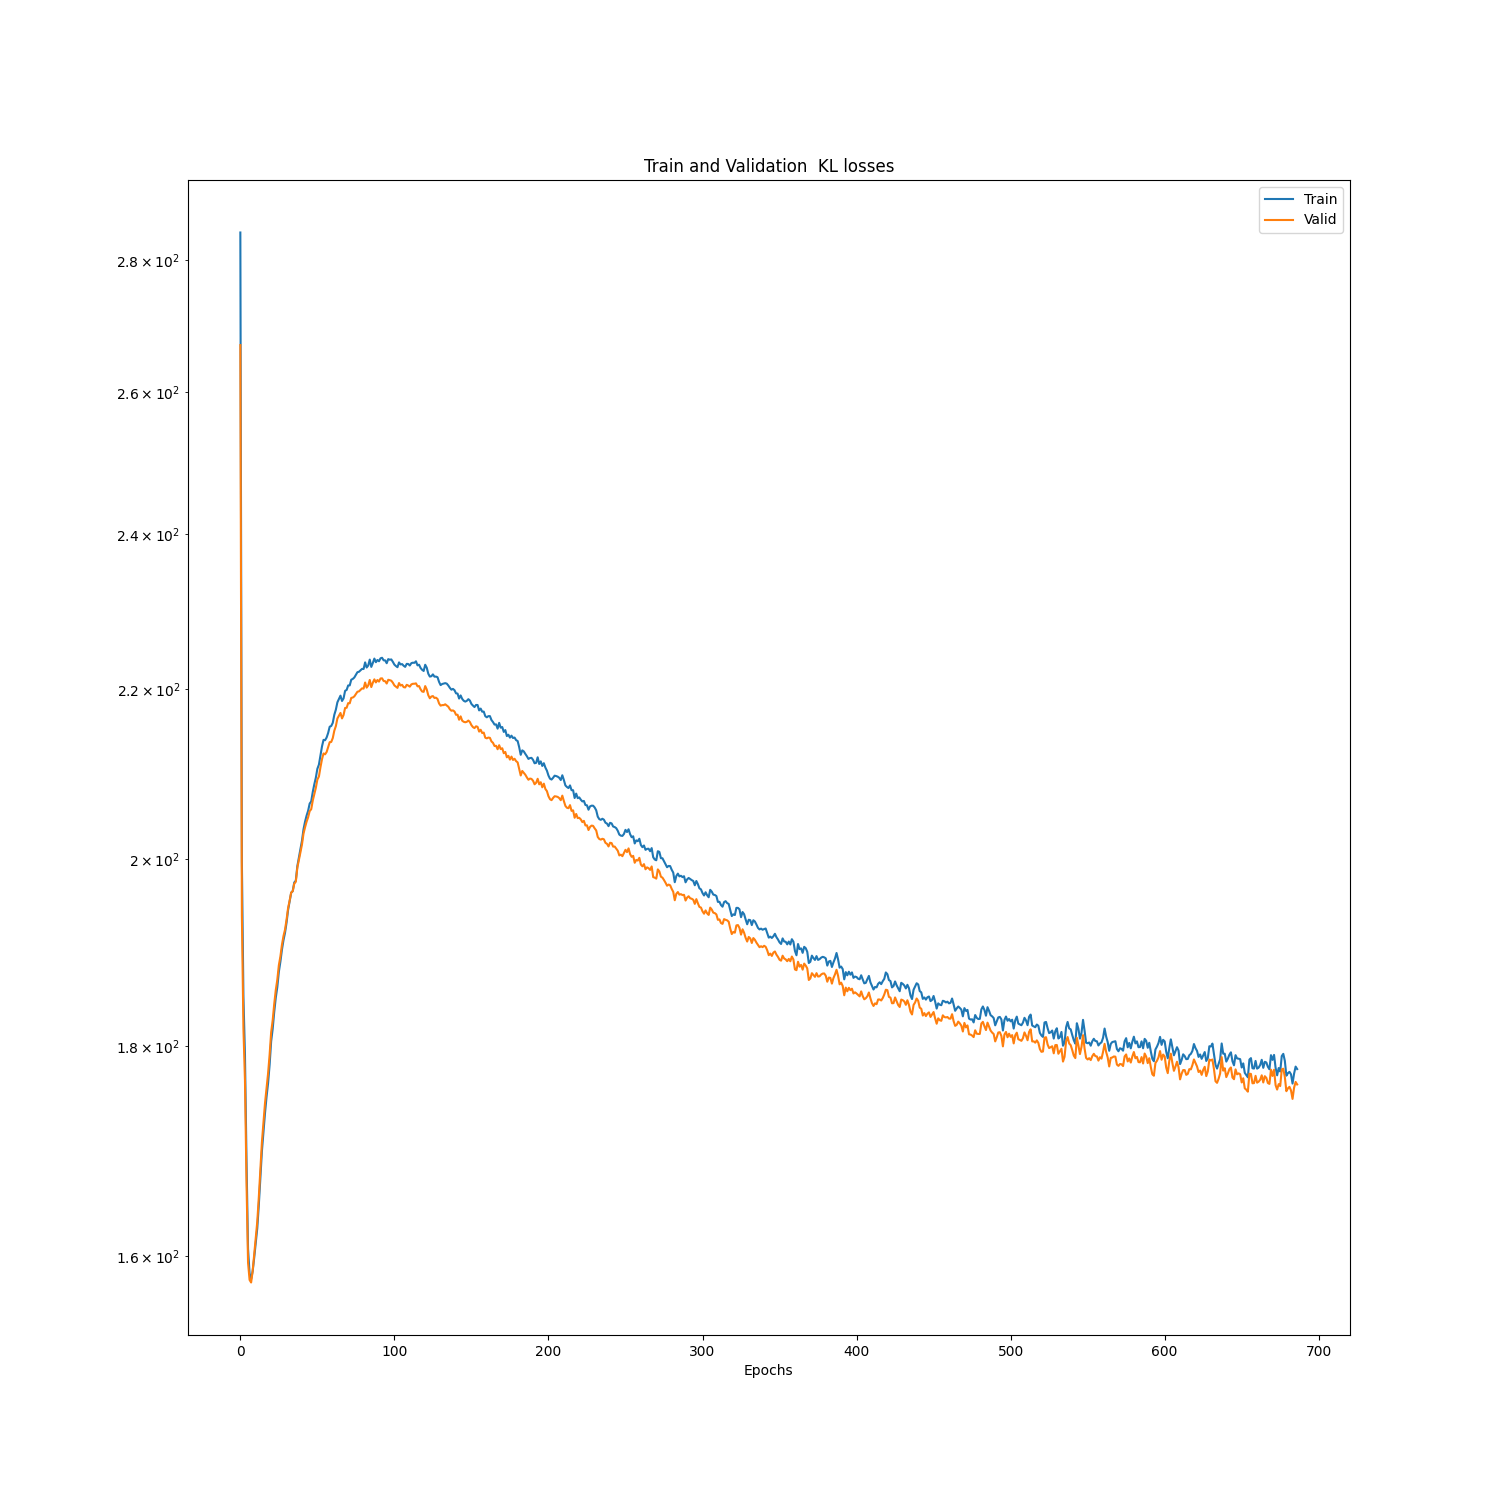 Train and Validation  KL losses
Train
Valid
2.8 × 10²
2.6 × 10²
2.4 × 10²
2.2 × 10²
2 × 10²
1.8 × 10²
1.6 × 10²
0 100 200 300 400 500 600 700
Epochs